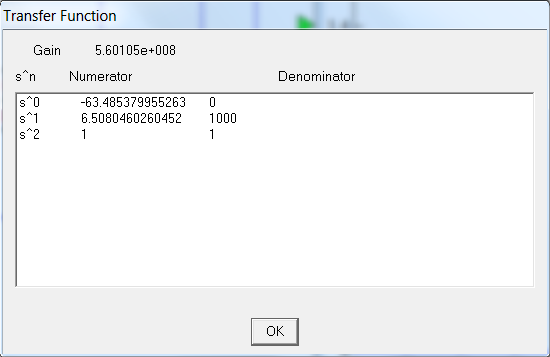 Transfer Function
Gain 5.60105e+008
s^n Numerator Denominator
s^0 -63.485379955263 0
s^1 6.5080460260452 1000
s^2 1 1
OK